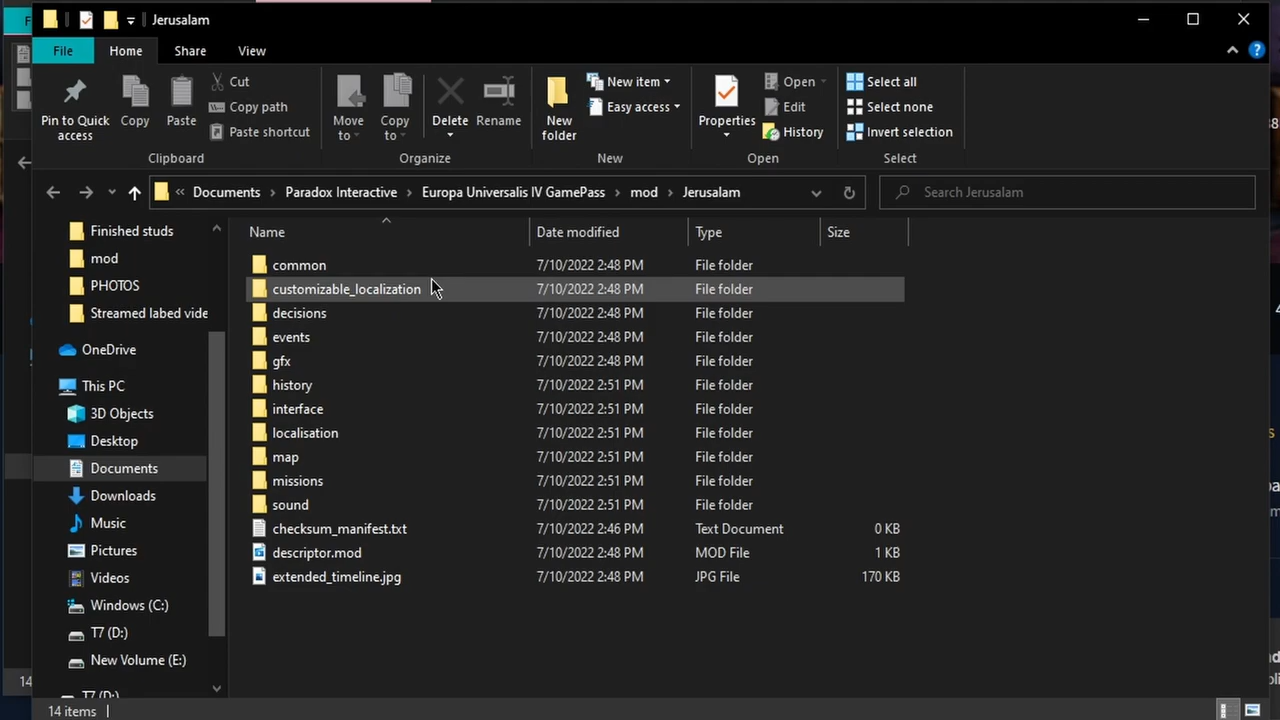 Jerusalam
File Home Share View
Pin to Quick access
Copy
Paste
Cut
Copy path
Paste shortcut
Clipboard
Move to
Copy to
Delete
Rename
Organize
New folder
New item
Easy access
New
Properties
Open
Edit
History
Open
Select all
Select none
Invert selection
Select
Documents Paradox Interactive Europa Universalis IV GamePass mod Jerusalam
Search Jerusalam
Finished studs
mod
PHOTOS
Streamed labed vide
OneDrive
This PC
3D Objects
Desktop
Documents
Downloads
Music
Pictures
Videos
Windows (C:)
T7 (D:)
New Volume (E:)
T7 (D:)
Name Date modified Type Size
common 7/10/2022 2:48 PM File folder
customizable_localization 7/10/2022 2:48 PM File folder
decisions 7/10/2022 2:48 PM File folder
events 7/10/2022 2:48 PM File folder
gfx 7/10/2022 2:48 PM File folder
history 7/10/2022 2:51 PM File folder
interface 7/10/2022 2:51 PM File folder
localisation 7/10/2022 2:51 PM File folder
map 7/10/2022 2:51 PM File folder
missions 7/10/2022 2:51 PM File folder
sound 7/10/2022 2:51 PM File folder
checksum_manifest.txt 7/10/2022 2:46 PM Text Document 0 KB
descriptor.mod 7/10/2022 2:48 PM MOD File 1 KB
extended_timeline.jpg 7/10/2022 2:48 PM JPG File 170 KB
14 items